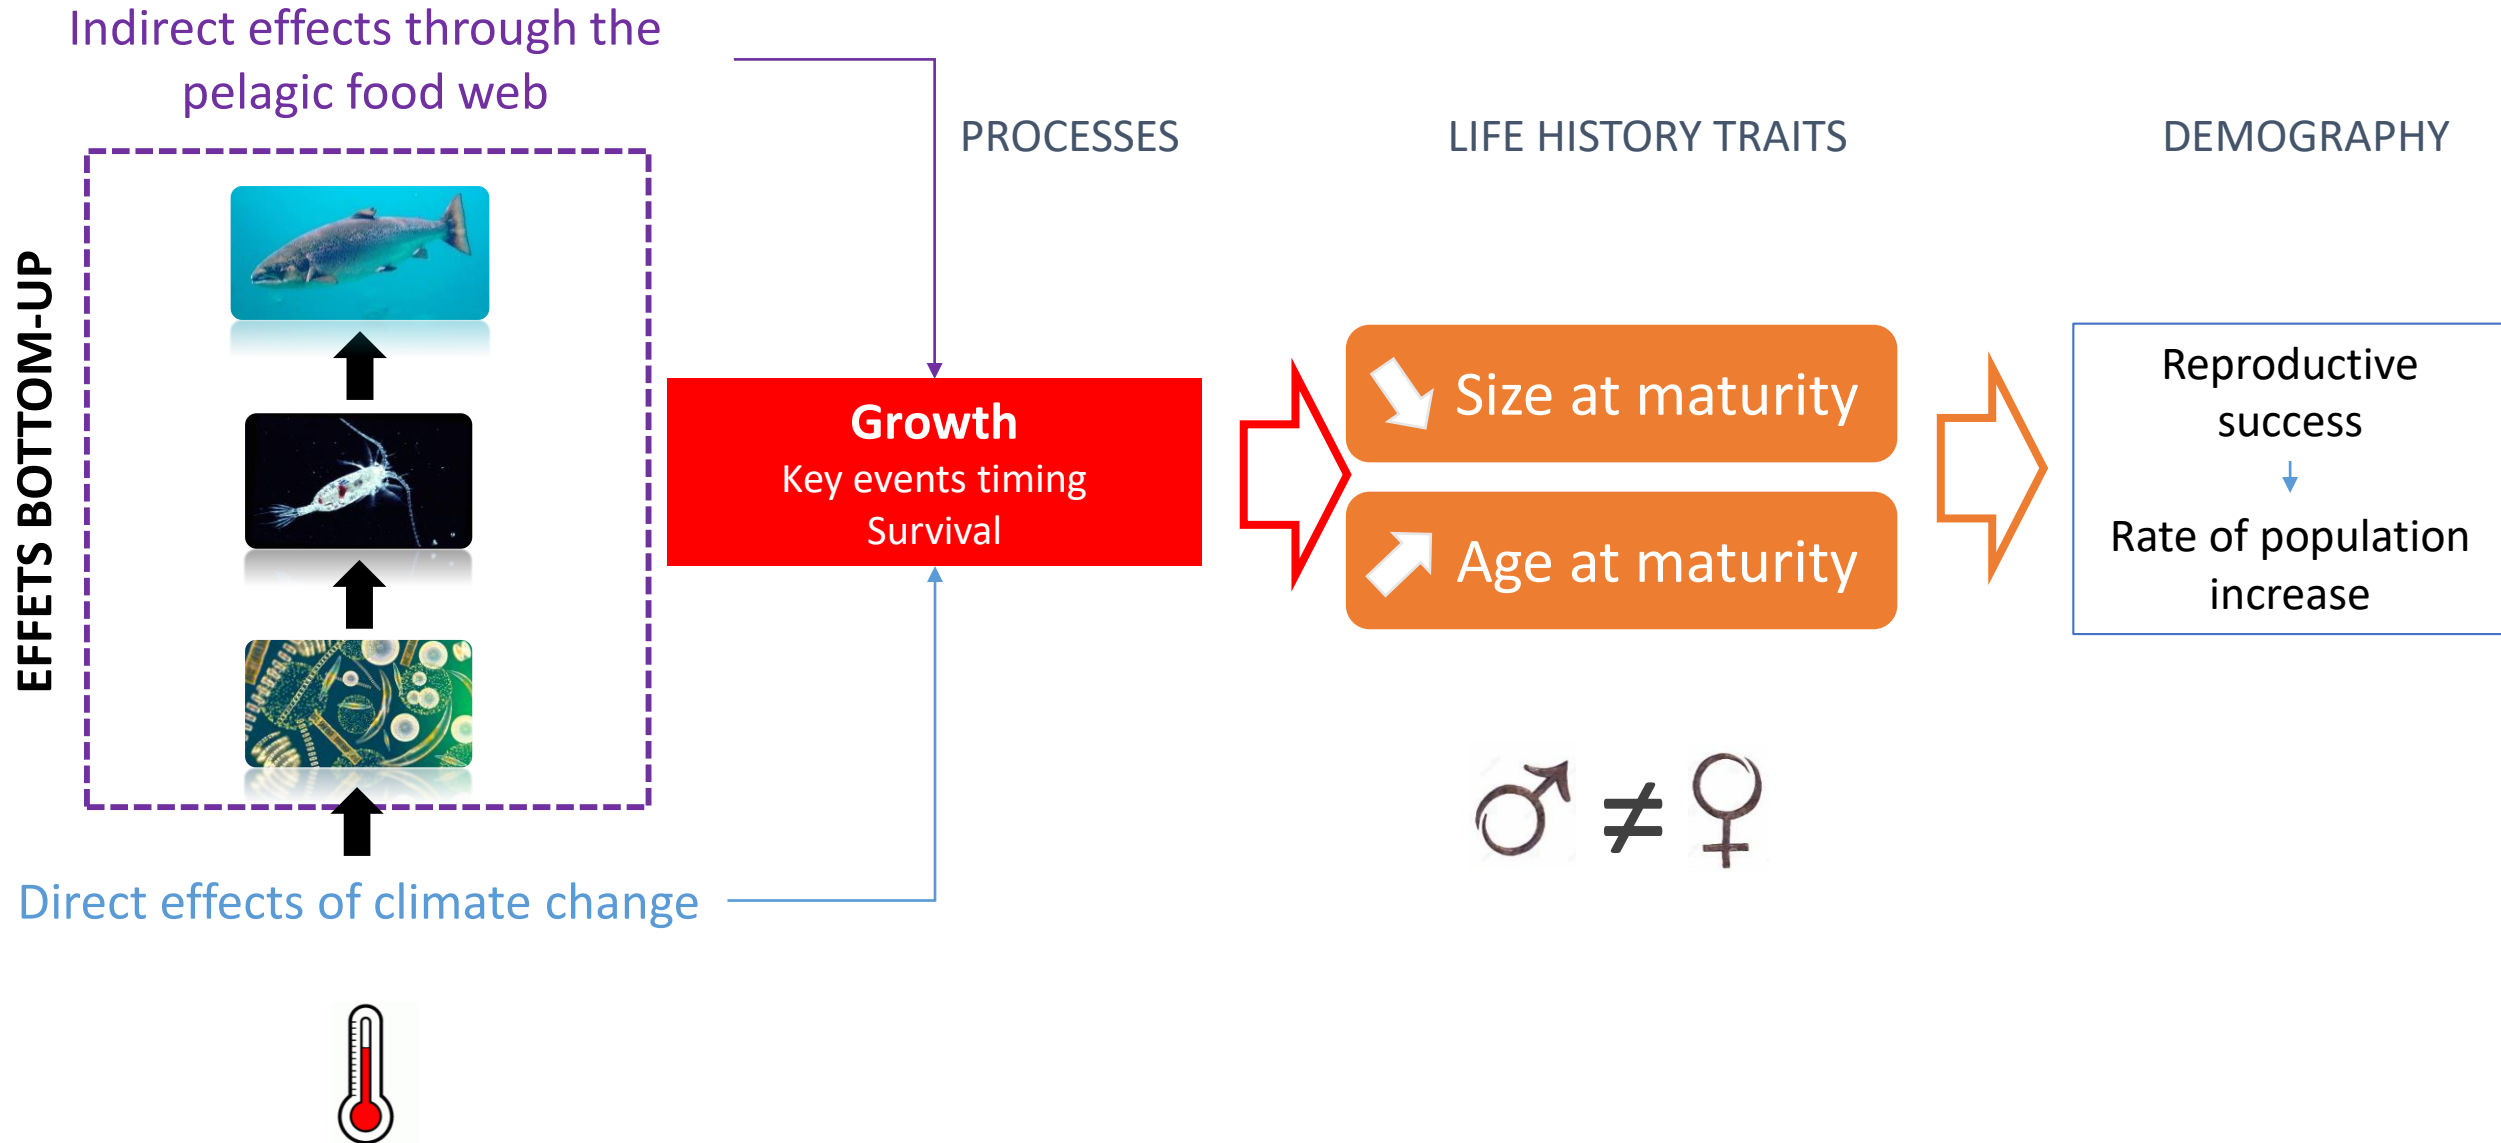 Indirect effects through the
pelagic food web
PROCESSES
LIFE HISTORY TRAITS
DEMOGRAPHY
EFFETS BOTTOM-UP
Growth
Key events timing
Survival
Size at maturity
Age at maturity
Reproductive
success
Rate of population
increase
♂ ≠ ♀
Direct effects of climate change